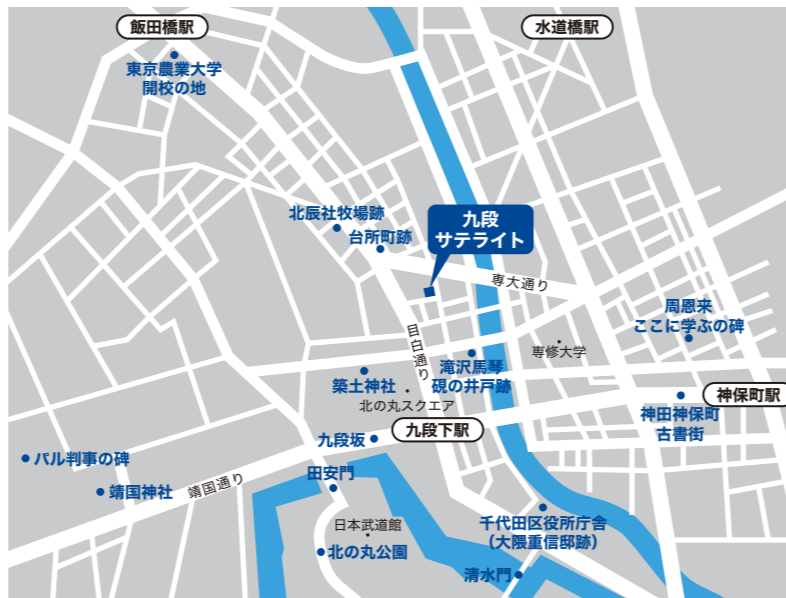 飯田橋駅
水道橋駅
東京農業大学
開校の地
北辰社牧場跡
台所町跡
九段
サテライト
専大通り
周恩来
ここに学ぶの碑
目白通り
専修大学
滝沢馬琴
硯の井戸跡
築土神社
北の丸スクエア
神保町駅
神田神保町
古書街
九段坂
九段下駅
パル判事の碑
靖国神社
靖国通り
田安門
日本武道館
北の丸公園
千代田区役所庁舎
（大隈重信邸跡）
清水門